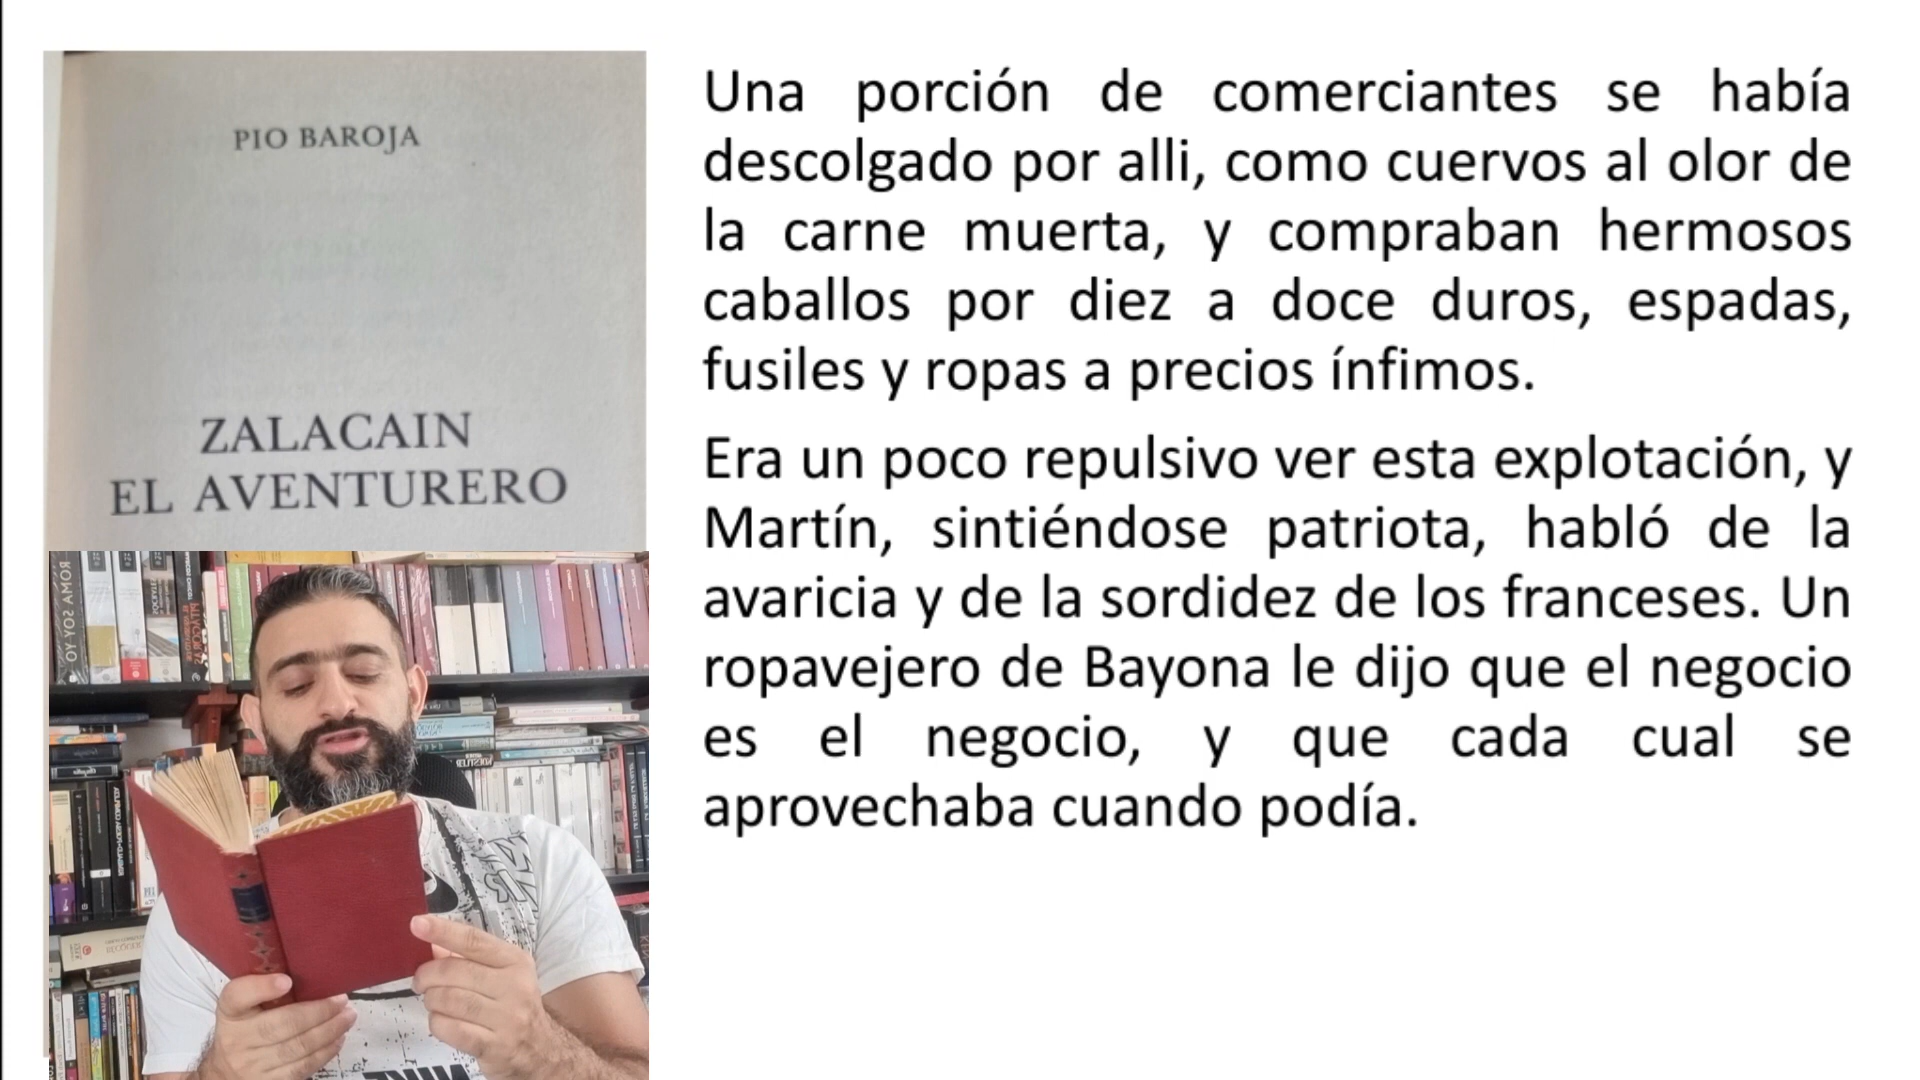 PIO BAROJA
ZALACAIN
EL AVENTURERO
Una porción de comerciantes se había
descolgado por alli, como cuervos al olor de
la carne muerta, y compraban hermosos
caballos por diez a doce duros, espadas,
fusiles y ropas a precios ínfimos.
Era un poco repulsivo ver esta explotación, y
Martín, sintiéndose patriota, habló de la
avaricia y de la sordidez de los franceses. Un
ropavejero de Bayona le dijo que el negocio
es el negocio, y que cada cual se
aprovechaba cuando podía.
ROMA SOY YO